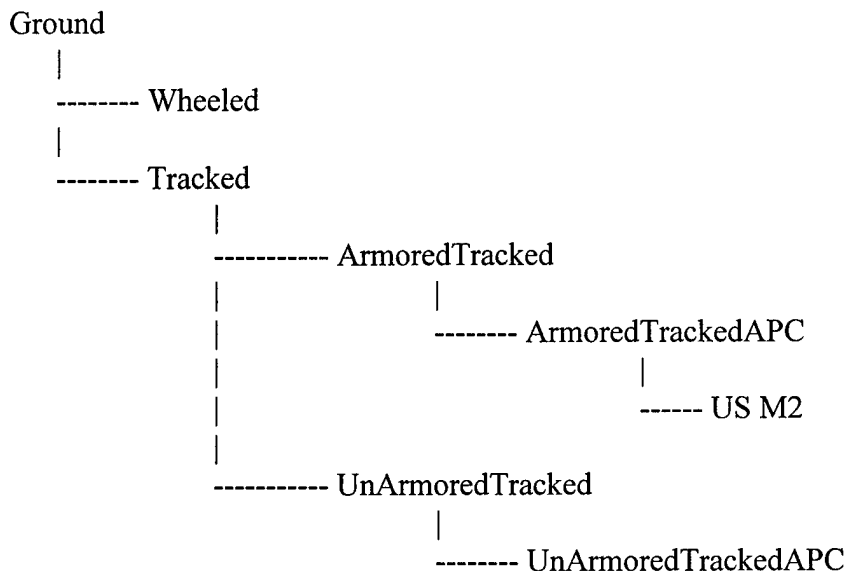 Ground
Wheeled
Tracked
ArmoredTracked
ArmoredTrackedAPC
US M2
UnArmoredTracked
UnArmoredTrackedAPC